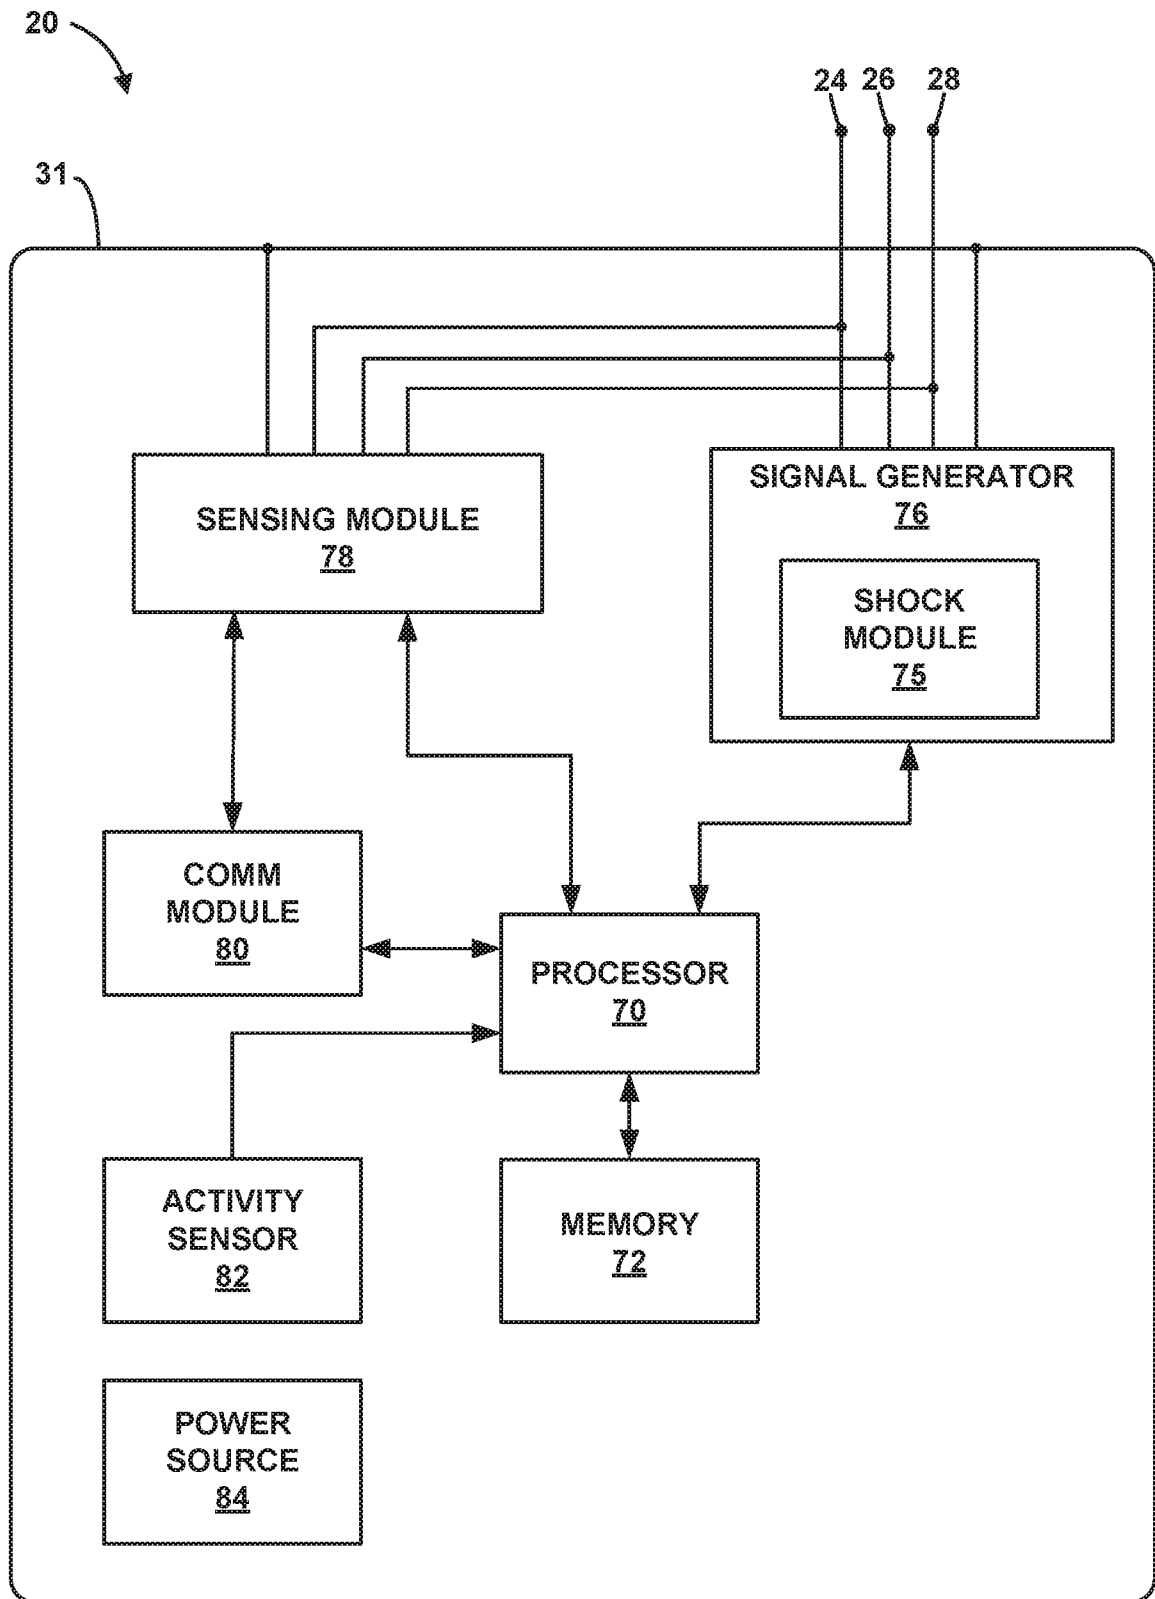 20
24 26 28
31
SIGNAL GENERATOR
76
SENSING MODULE
78
SHOCK
MODULE
75
COMM
MODULE
80
PROCESSOR
70
ACTIVITY
SENSOR
82
MEMORY
72
POWER
SOURCE
84